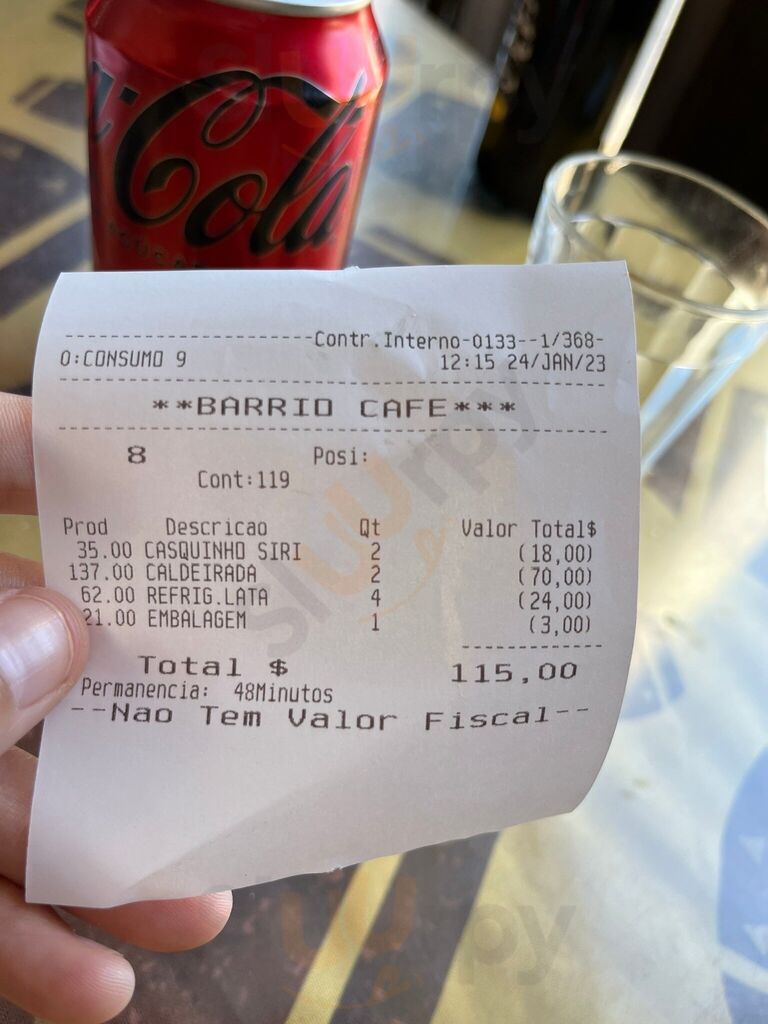 Cola
------------------------Contr.Interno-0133--1/368-
O:CONSUMO 9 12:15 24/JAN/23
**BARRIO CAFE***
8 Posi:
Cont:119
Prod Descricao Qt Valor Total$
35.00 CASQUINHO SIRI 2 (18,00)
137.00 CALDEIRADA 2 (70,00)
62.00 REFRIG.LATA 4 (24,00)
21.00 EMBALAGEM 1 (3,00)
Total $ 115,00
Permanencia: 48Minutos
--Nao Tem Valor Fiscal--
sluurpy